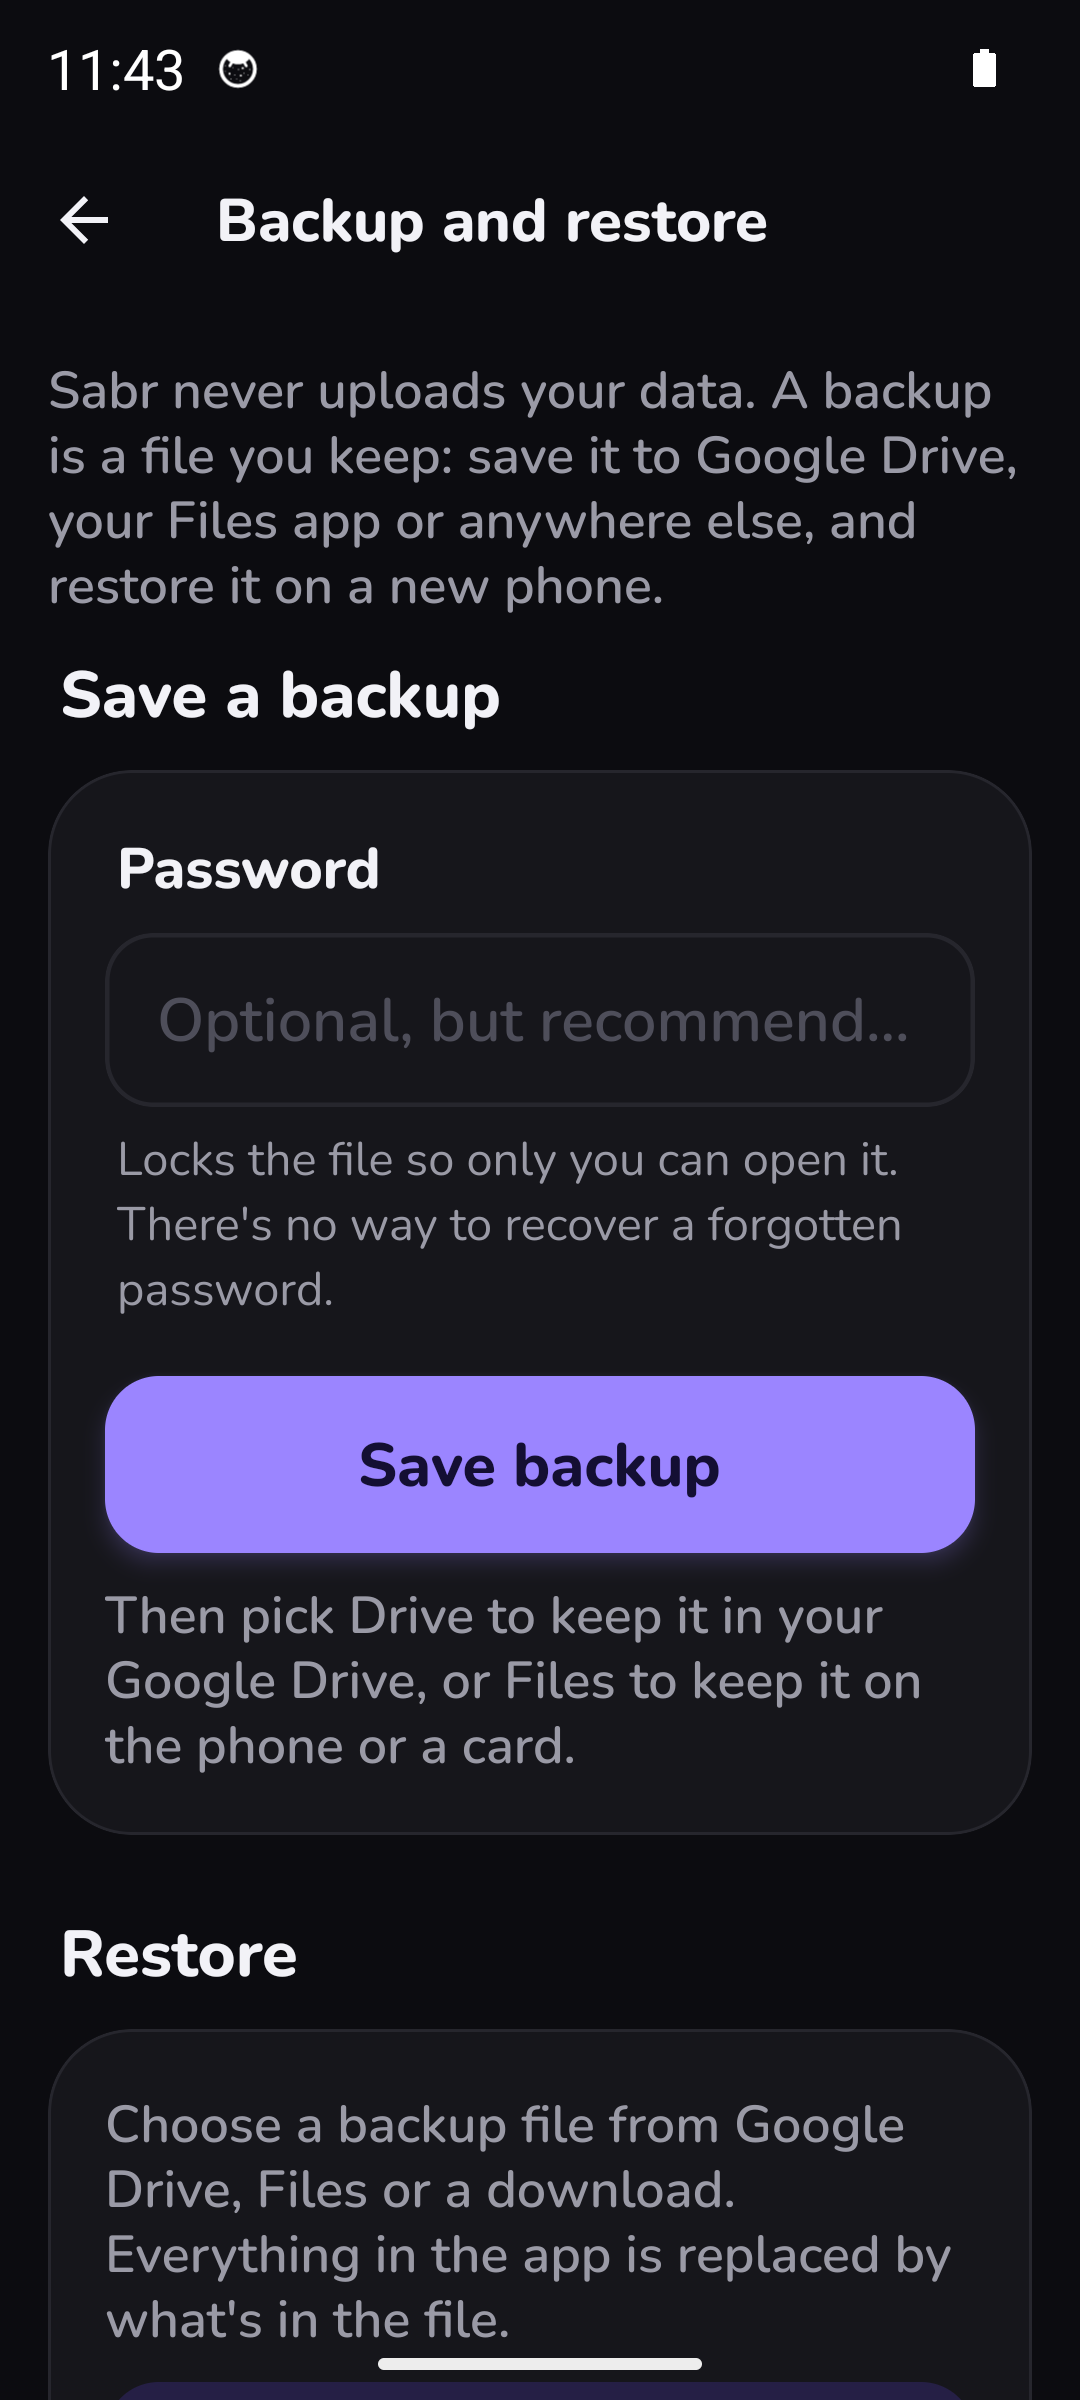 11:43
Backup and restore
Sabr never uploads your data. A backup
is a file you keep: save it to Google Drive,
your Files app or anywhere else, and
restore it on a new phone.
Save a backup
Password
Optional, but recommend...
Locks the file so only you can open it.
There's no way to recover a forgotten
password.
Save backup
Then pick Drive to keep it in your
Google Drive, or Files to keep it on
the phone or a card.
Restore
Choose a backup file from Google
Drive, Files or a download.
Everything in the app is replaced by
what's in the file.